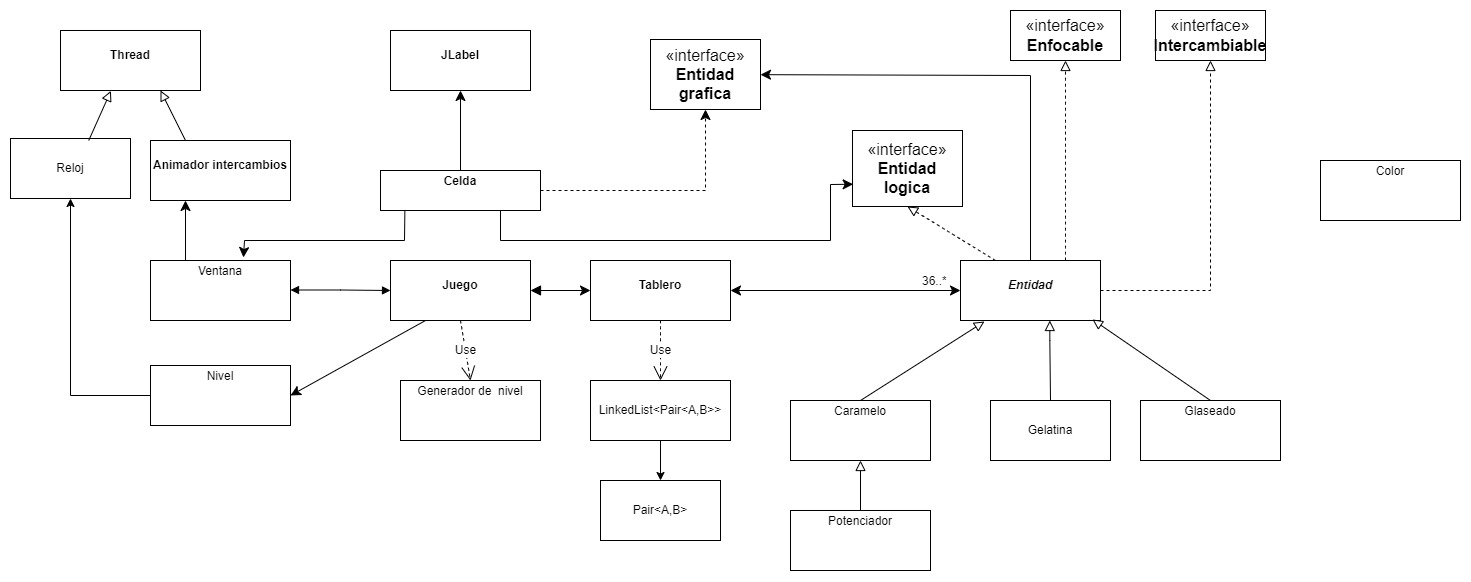 Thread
JLabel
«interface»
Entidad
grafica
«interface»
Enfocable
«interface»
Intercambiable
Reloj
Animador intercambios
Celda
«interface»
Entidad
logica
Color
Ventana
Juego
Tablero
36..*
Entidad
Use
Use
Nivel
Generador de  nivel
LinkedList<Pair<A,B>>
Caramelo
Gelatina
Glaseado
Pair<A,B>
Potenciador